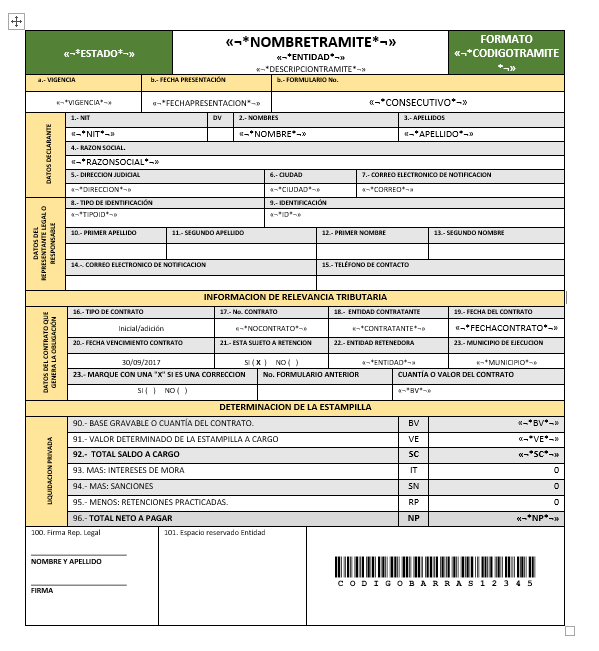 «¬*ESTADO*¬»
«¬*NOMBRETRAMITE*¬»
«¬*ENTIDAD*¬»
«¬*DESCRIPCIONTRAMITE*¬»
FORMATO
«¬*CODIGOTRAMITE
*¬»
a.- VIGENCIA
b.- FECHA PRESENTACIÓN
b.- FORMULARIO No.
«¬*VIGENCIA*¬»
«¬*FECHAPRESENTACION*¬»
«¬*CONSECUTIVO*¬»
DATOS DECLARANTE
1.- NIT
DV
2.- NOMBRES
3.- APELLIDOS
«¬*NIT*¬»
«¬*NOMBRE*¬»
«¬*APELLIDO*¬»
4.- RAZON SOCIAL.
«¬*RAZONSOCIAL*¬»
5.- DIRECCION JUDICIAL
6.- CIUDAD
7.- CORREO ELECTRONICO DE NOTIFICACION
«¬*DIRECCION*¬»
«¬*CIUDAD*¬»
«¬*CORREO*¬»
DATOS DEL
REPRESENTANTE LEGAL O
RESPONSABLE
8.- TIPO DE IDENTIFICACIÓN
9.- IDENTIFICACIÓN
«¬*TIPOID*¬»
«¬*ID*¬»
10.- PRIMER APELLIDO
11.- SEGUNDO APELLIDO
12.- PRIMER NOMBRE
13.- SEGUNDO NOMBRE
14.-. CORREO ELECTRONICO DE NOTIFICACION
15.- TELÉFONO DE CONTACTO
INFORMACION DE RELEVANCIA TRIBUTARIA
DATOS DEL CONTRATO QUE
GENERA LA OBLIGACIÓN
16.- TIPO DE CONTRATO
17.- No. CONTRATO
18.- ENTIDAD CONTRATANTE
19.- FECHA DEL CONTRATO
Inicial/adición
«¬*NOCONTRATO*¬»
«¬*CONTRATANTE*¬»
«¬*FECHACONTRATO*¬»
20.- FECHA VENCIMIENTO CONTRATO
21.- ESTA SUJETO A RETENCION
22.- ENTIDAD RETENEDORA
23.- MUNICIPIO DE EJECUCION
30/09/2017
SI ( X ) NO ( )
«¬*ENTIDAD*¬»
«¬*MUNICIPIO*¬»
23.- MARQUE CON UNA "X" SI ES UNA CORRECCION
No. FORMULARIO ANTERIOR
CUANTÍA O VALOR DEL CONTRATO
SI ( ) NO ( )
«¬*BV*¬»
DETERMINACION DE LA ESTAMPILLA
LIQUIDACION PRIVADA
90.- BASE GRAVABLE O CUANTÍA DEL CONTRATO. BV «¬*BV*¬»
91.- VALOR DETERMINADO DE LA ESTAMPILLA A CARGO VE «¬*VE*¬»
92.- TOTAL SALDO A CARGO SC «¬*SC*¬»
93. MAS: INTERESES DE MORA IT 0
94.- MAS: SANCIONES SN 0
95.- MENOS: RETENCIONES PRACTICADAS. RP 0
96.- TOTAL NETO A PAGAR NP «¬*NP*¬»
100. Firma Rep. Legal
101. Espacio reservado Entidad
NOMBRE Y APELLIDO
FIRMA
CODIGOBARRAS12345